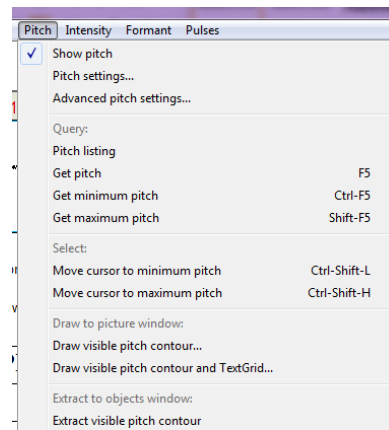 Pitch Intensity Formant Pulses
✓ Show pitch
Pitch settings...
Advanced pitch settings...
Query:
Pitch listing
Get pitch F5
Get minimum pitch Ctrl-F5
Get maximum pitch Shift-F5
Select:
Move cursor to minimum pitch Ctrl-Shift-L
Move cursor to maximum pitch Ctrl-Shift-H
Draw to picture window:
Draw visible pitch contour...
Draw visible pitch contour and TextGrid...
Extract to objects window:
Extract visible pitch contour